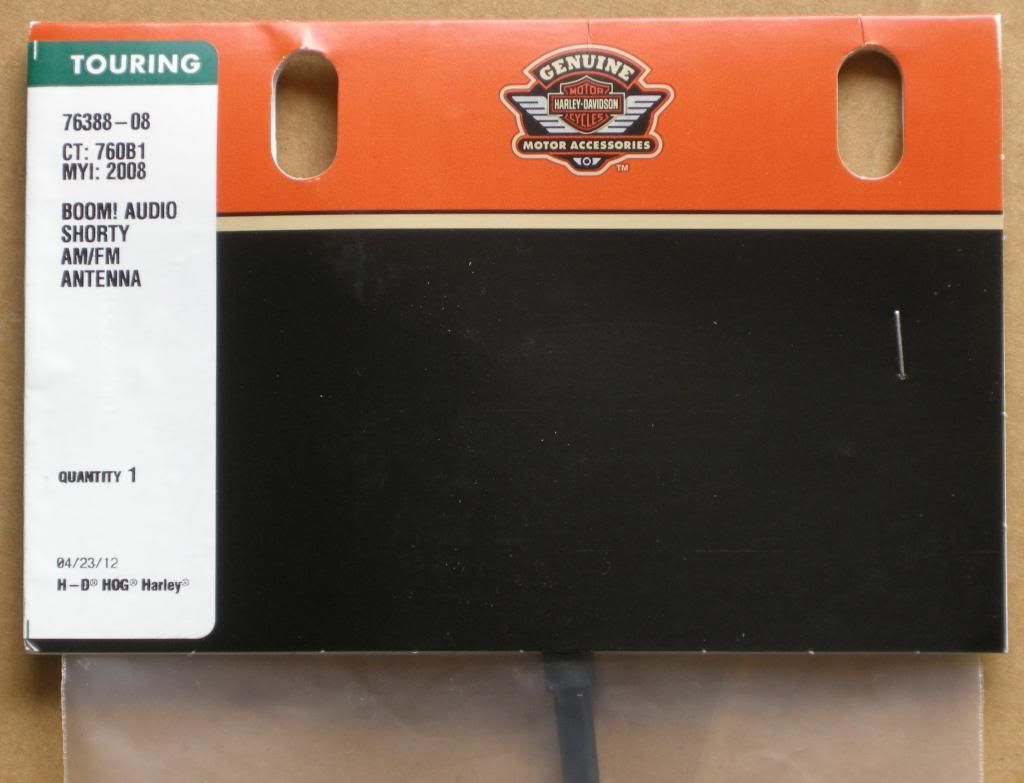 TOURING
76388-08
CT: 760B1
MYI: 2008
BOOM! AUDIO
SHORTY
AM/FM
ANTENNA
QUANTITY 1
04/23/12
H-D® HOG® Harley®
GENUINE
MOTOR
HARLEY-DAVIDSON
CYCLES
MOTOR ACCESSORIES
TM